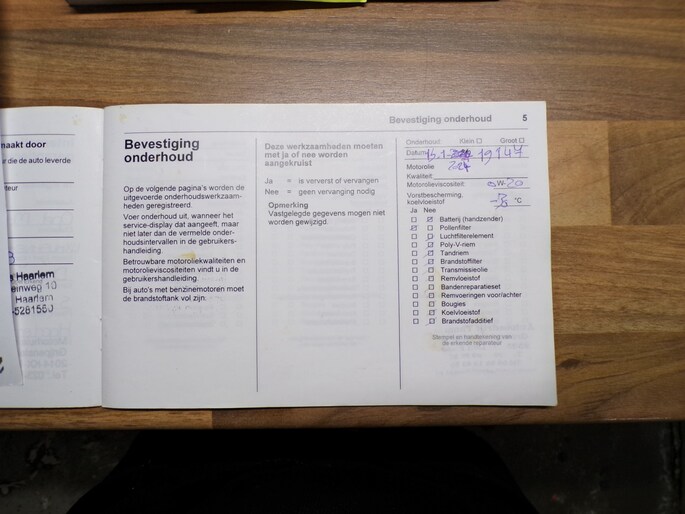 maakt door
die de auto leverde
Haarlem
Haarlem
Bevestiging onderhoud 5
Bevestiging
onderhoud
Op de volgende pagina's worden de
uitgevoerde onderhoudswerkzaam-
heden geregistreerd.
Voer onderhoud uit, wanneer het
service-display dat aangeeft, maar
niet later dan de vermelde onder-
houdsintervallen in de gebruikers-
handleiding.
Betrouwbare motoroliekwaliteiten en
motorolieviscositeiten vindt u in de
gebruikershandleiding.
Bij auto's met benzinemotoren moet
de brandstoftank vol zijn.
Deze werkzaamheden moeten
met ja of nee worden
aangekruist
Ja = is ververst of vervangen
Nee = geen vervanging nodig
Opmerking
Vastgelegde gegevens mogen niet
worden gewijzigd.
Onderhoud: Klein Groot
Datum
Motorolie
Kwaliteit:
Motorolieviscositeit: W-20
Vorstbescherming,
koelvloeistof °C
Ja Nee
Batterij (handzender)
Pollenfilter
Luchtfilterelement
Poly-V-riem
Tandriem
Brandstoffilter
Transmissieolie
Remvloeistof
Bandenreparatieset
Remvoeringen voor/achter
Bougies
Koelvloeistof
Brandstofadditief
Stempel en handtekening van
de erkende reparateur